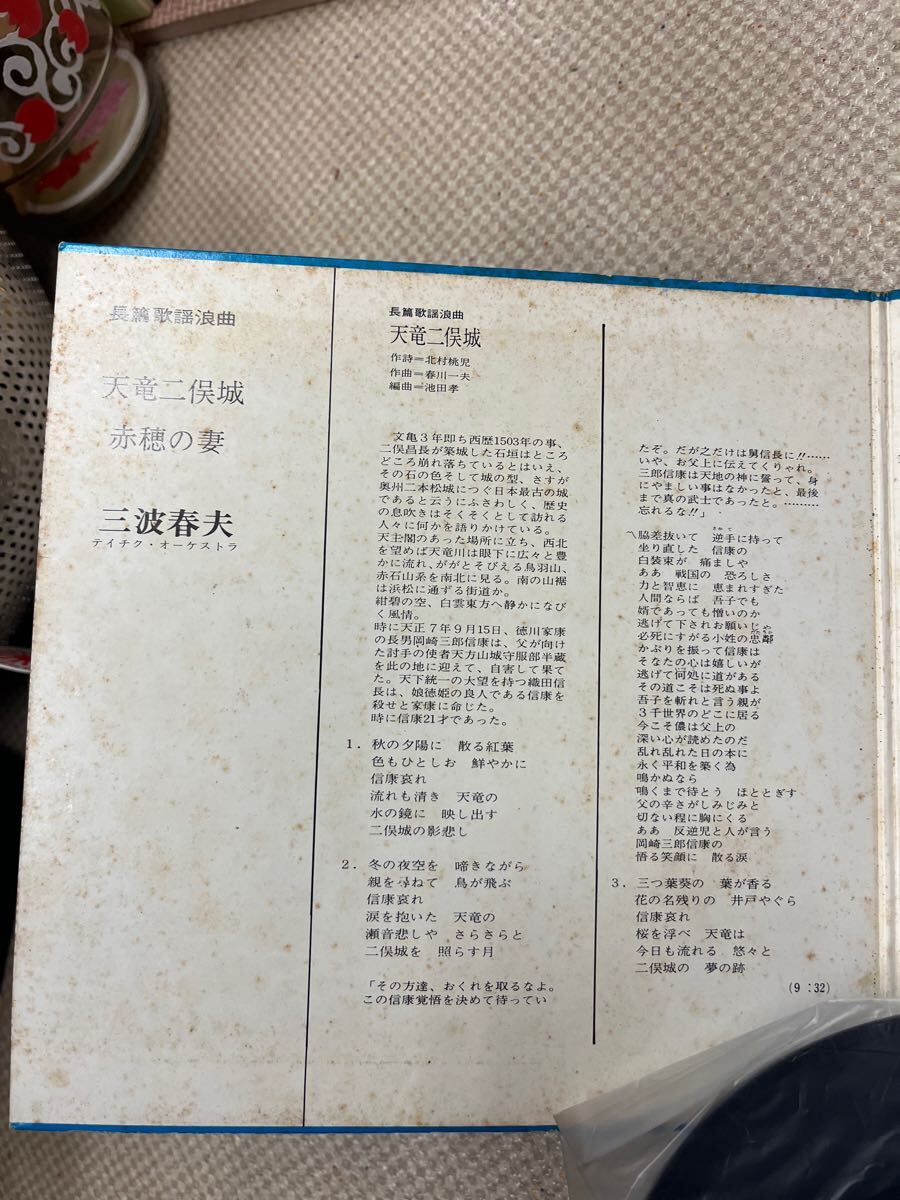 長篇歌謡浪曲
天竜二俣城
赤穂の妻
三波春夫
テイチク・オーケストラ
長篇歌謡浪曲
天竜二俣城
作詩＝北村桃児
作曲＝春川一夫
編曲＝池田孝
文亀３年即ち西歴1503年の事、
二俣昌長が築城した石垣はところ
どころ崩れ落ちているとはいえ、
その石の色そして城の型、さすが
奥州二本松城につぐ日本最古の城
であると云うにふさわしく、歴史
の息吹きはそくそくとして訪れる
人々に何かを語りかけている。
天主閣のあった場所に立ち、西北
を望めば天竜川は眼下に広々と豊
かに流れ、ががとそびえる鳥羽山、
赤石山系を南北に見る。南の山裾
は浜松に通ずる街道か。
紺碧の空、白雲東方へ静かになび
く風情。
時に天正７年９月15日、徳川家康
の長男岡崎三郎信康は、父が向け
た討手の使者天方山城守服部半蔵
を此の地に迎えて、自害して果て
た。天下統一の大望を持つ織田信
長は、娘徳姫の良人である信康を
殺せと家康に命じた。
時に信康21才であった。
１．秋の夕陽に　散る紅葉
色もひとしお　鮮やかに
信康哀れ
流れも清き　天竜の
水の鏡に　映し出す
二俣城の影悲し
２．冬の夜空を　啼きながら
親を尋ねて　鳥が飛ぶ
信康哀れ
涙を抱いた　天竜の
瀬音悲しや　さらさらと
二俣城を　照らす月
「その方達、おくれを取るなよ。
この信康覚悟を決めて待ってい
たぞ。だが之だけは舅信長に!!……
いや、お父上に伝えてくりゃれ。
三郎信康は天地の神に誓って、身
にやましい事はなかったと、最後
まで真の武士であったと。………
忘れるな!!」
〽脇差抜いて　逆手に持って
坐り直した　信康の
白装束が　痛ましや
ああ　戦国の　恐ろしさ
力と智恵に　恵まれすぎた
人間ならば　吾子でも
婿であっても憎いのか
逃げて下されお願いじゃ
必死にすがる小姓の忠鄰
かぶりを振って信康は
そなたの心は嬉しいが
逃げて何処に道がある
その道こそは死ぬ事よ
吾子を斬れと言う親が
３千世界のどこに居る
今こそ儂は父上の
深い心が読めたのだ
乱れ乱れた日の本に
永く平和を築く為
鳴かぬなら
鳴くまで待とう　ほととぎす
父の辛さがしみじみと
切ない程に胸にくる
ああ　反逆児と人が言う
岡崎三郎信康の
悟る笑顔に　散る涙
３．三つ葉葵の　葉が香る
花の名残りの　井戸やぐら
信康哀れ
桜を浮べ　天竜は
今日も流れる　悠々と
二俣城の　夢の跡
（9：32）